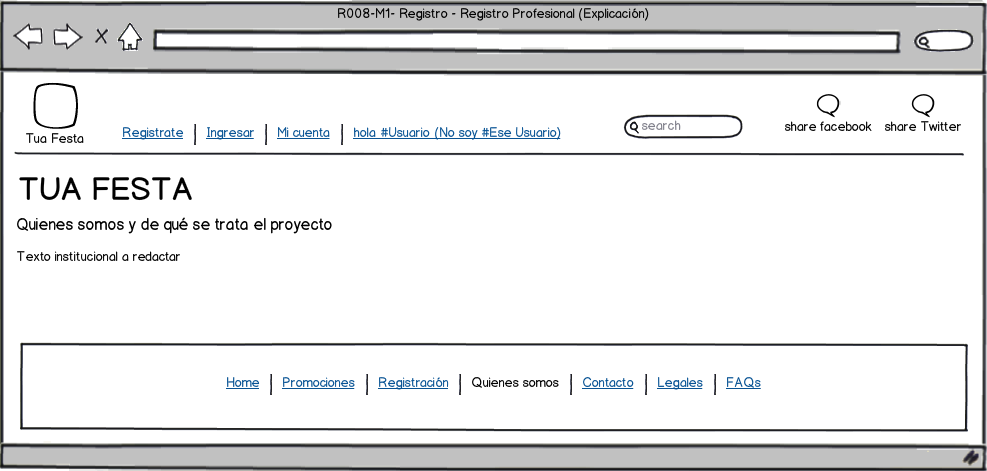 R008-M1- Registro - Registro Profesional (Explicación)
Tua Festa
Registrate
Ingresar
Mi cuenta
hola #Usuario (No soy #Ese Usuario)
search
share facebook
share Twitter
TUA FESTA
Quienes somos y de qué se trata el proyecto
Texto institucional a redactar
Home
Promociones
Registración
Quienes somos
Contacto
Legales
FAQs